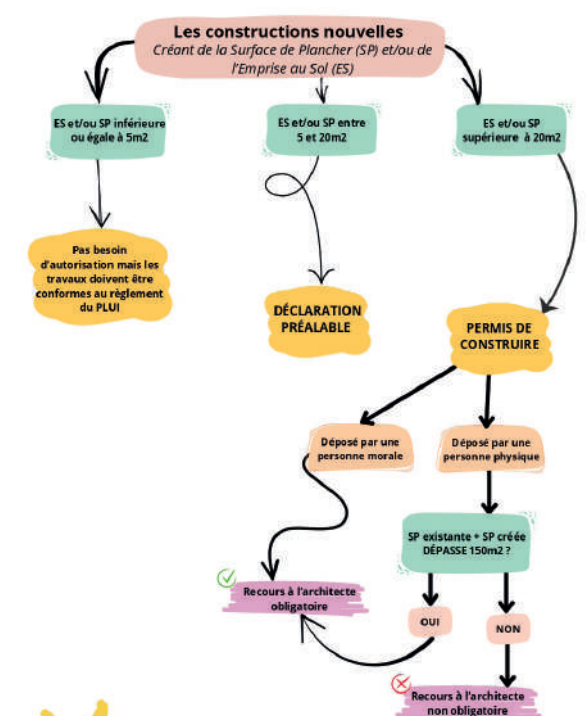 Les constructions nouvelles
Créant de la Surface de Plancher (SP) et/ou de
l'Emprise au Sol (ES)
ES et/ou SP inférieure
ou égale à 5m2
ES et/ou SP entre
5 et 20m2
ES et/ou SP
supérieure à 20m2
Pas besoin
d'autorisation mais les
travaux doivent être
conformes au règlement
du PLUI
DÉCLARATION
PRÉALABLE
PERMIS DE
CONSTRUIRE
Déposé par une
personne morale
Déposé par une
personne physique
SP existante + SP créée
DÉPASSE 150m2 ?
Recours à l'architecte
obligatoire
OUI
NON
Recours à l'architecte
non obligatoire